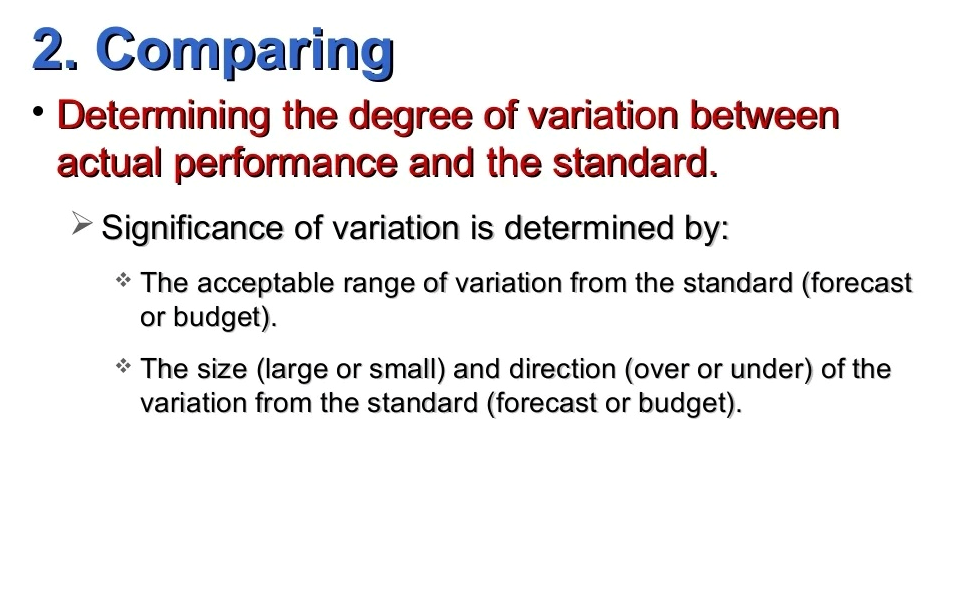 2. Comparing
• Determining the degree of variation between
actual performance and the standard.
➢ Significance of variation is determined by:
❖ The acceptable range of variation from the standard (forecast
or budget).
❖ The size (large or small) and direction (over or under) of the
variation from the standard (forecast or budget).